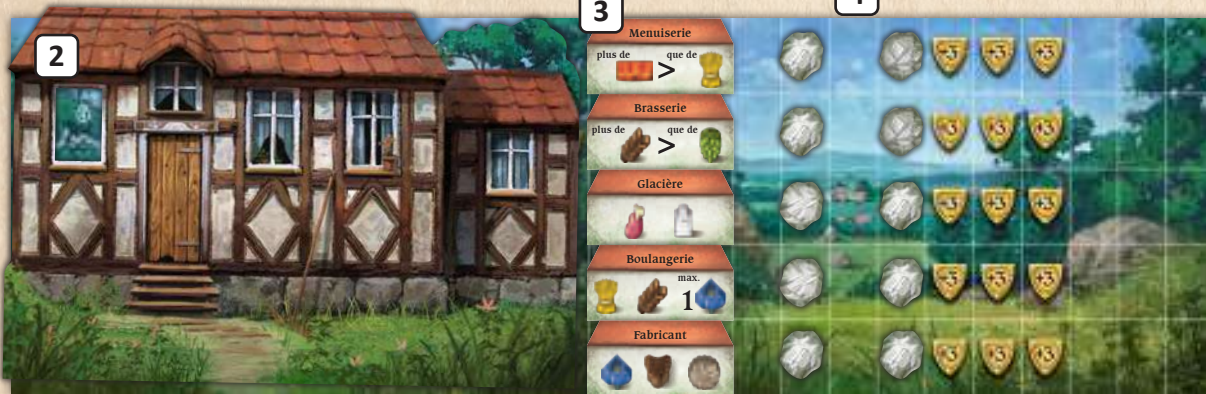 2
3
4
Menuiserie
plus de > que de
Brasserie
plus de > que de
Glacière
Boulangerie
max.
1
Fabricant
+3 +3 +3
+3 +3 +3
+3 +3 +3
+3 +3 +3
+3 +3 +3